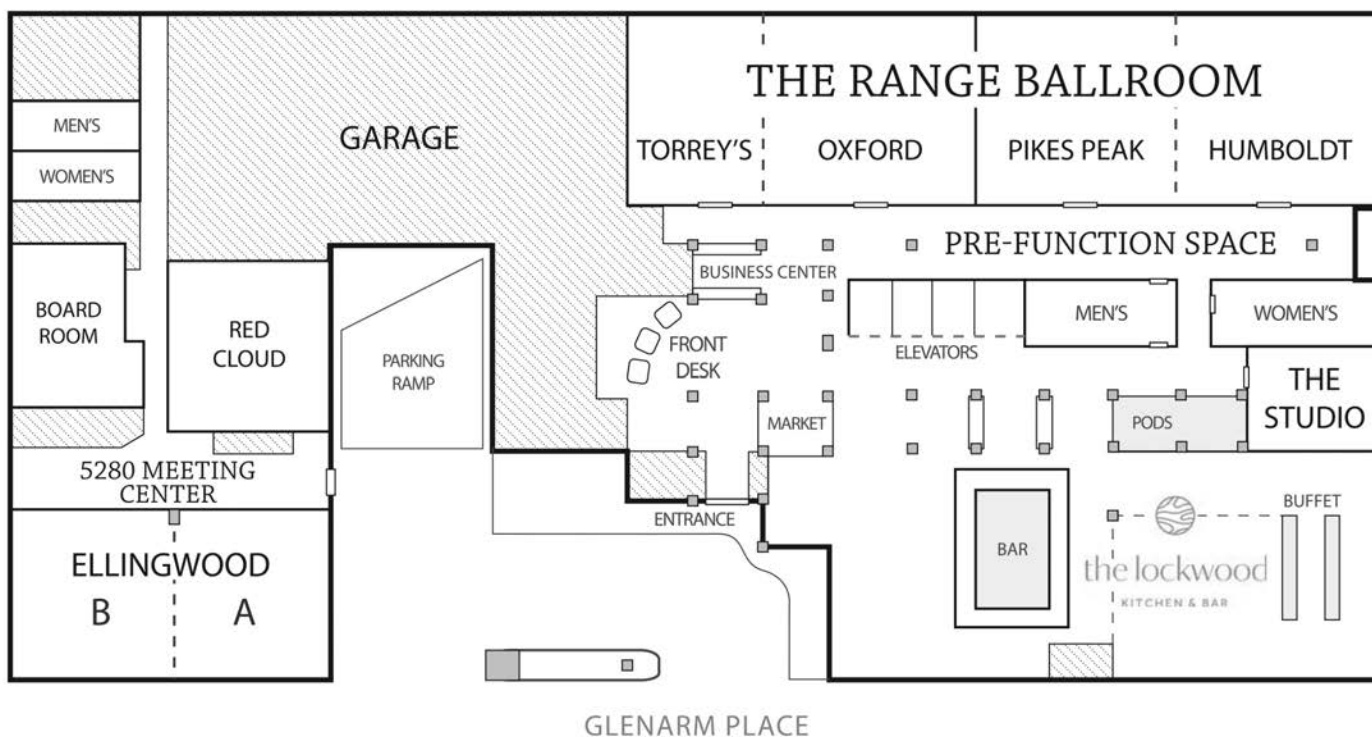 THE RANGE BALLROOM
TORREY'S
OXFORD
PIKES PEAK
HUMBOLDT
MEN'S
WOMEN'S
GARAGE
PRE-FUNCTION SPACE
BUSINESS CENTER
BOARD
ROOM
RED
CLOUD
PARKING
RAMP
FRONT
DESK
ELEVATORS
MEN'S
WOMEN'S
THE
STUDIO
MARKET
PODS
5280 MEETING
CENTER
ENTRANCE
BAR
BUFFET
the lockwood
KITCHEN & BAR
ELLINGWOOD
B
A
GLENARM PLACE